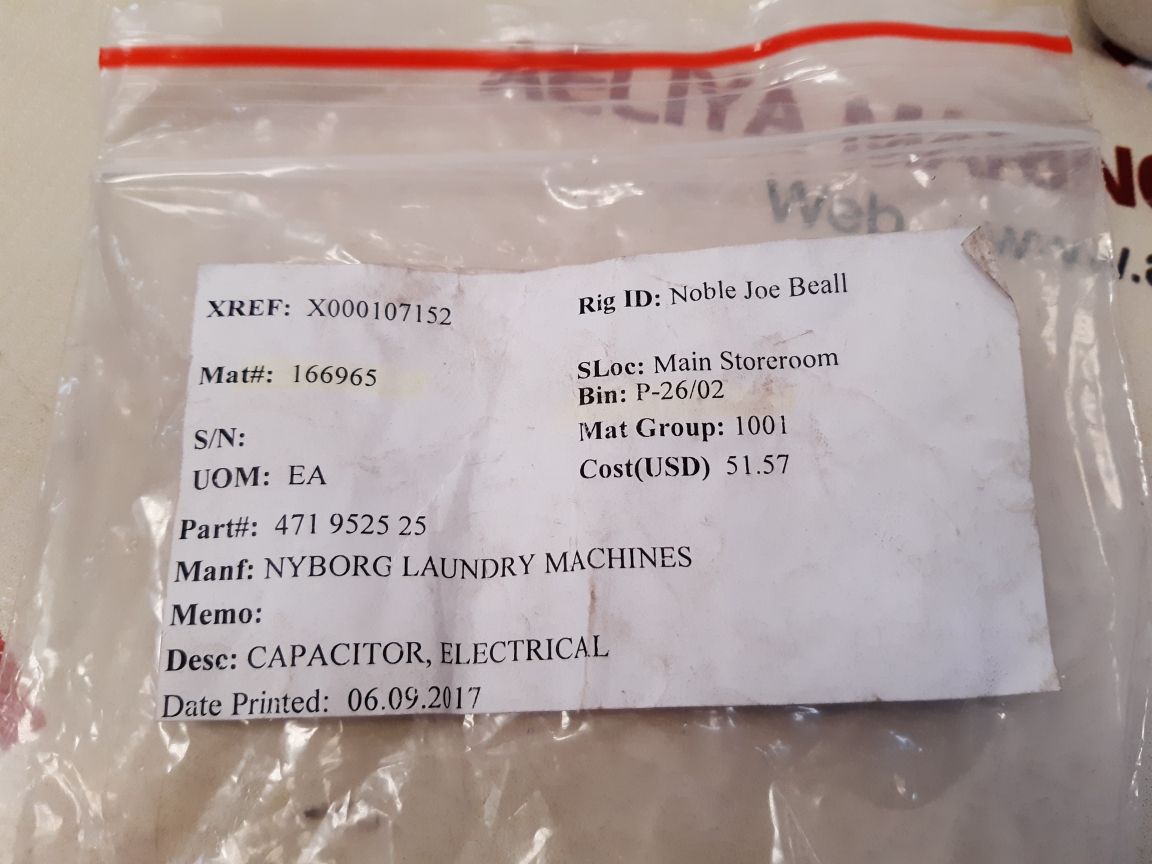 AELIYA
Web
XREF: X000107152
Rig ID: Noble Joe Beall
Mat#: 166965
SLoc: Main Storeroom
Bin: P-26/02
S/N:
Mat Group: 1001
UOM: EA
Cost(USD) 51.57
Part#: 471 9525 25
Manf: NYBORG LAUNDRY MACHINES
Memo:
Desc: CAPACITOR, ELECTRICAL
Date Printed: 06.09.2017